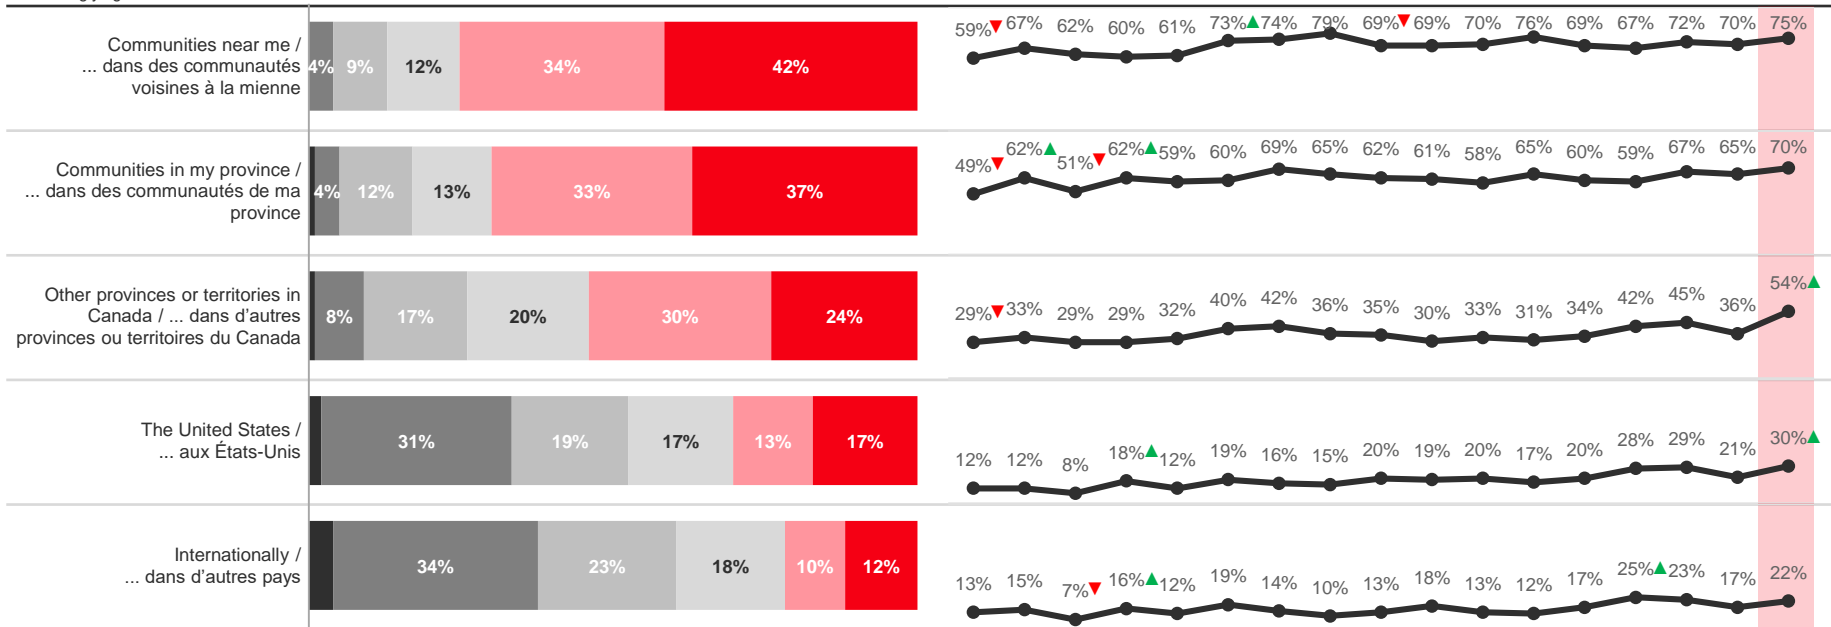 Communities near me /
... dans des communautés
voisines à la mienne
4% 9% 12% 34% 42%
59% 67% 62% 60% 61% 73% 74% 79% 69% 69% 70% 76% 69% 67% 72% 70% 75%
Communities in my province /
... dans des communautés de ma
province
4% 12% 13% 33% 37%
49% 62% 51% 62% 59% 60% 69% 65% 62% 61% 58% 65% 60% 59% 67% 65% 70%
Other provinces or territories in
Canada / ... dans d'autres
provinces ou territoires du Canada
8% 17% 20% 30% 24%
29% 33% 29% 29% 32% 40% 42% 36% 35% 30% 33% 31% 34% 42% 45% 36% 54%
The United States /
... aux États-Unis
31% 19% 17% 13% 17%
12% 12% 8% 18% 12% 19% 16% 15% 20% 19% 20% 17% 20% 28% 29% 21% 30%
Internationally /
... dans d'autres pays
34% 23% 18% 10% 12%
13% 15% 7% 16% 12% 19% 14% 10% 13% 18% 13% 12% 17% 25% 23% 17% 22%